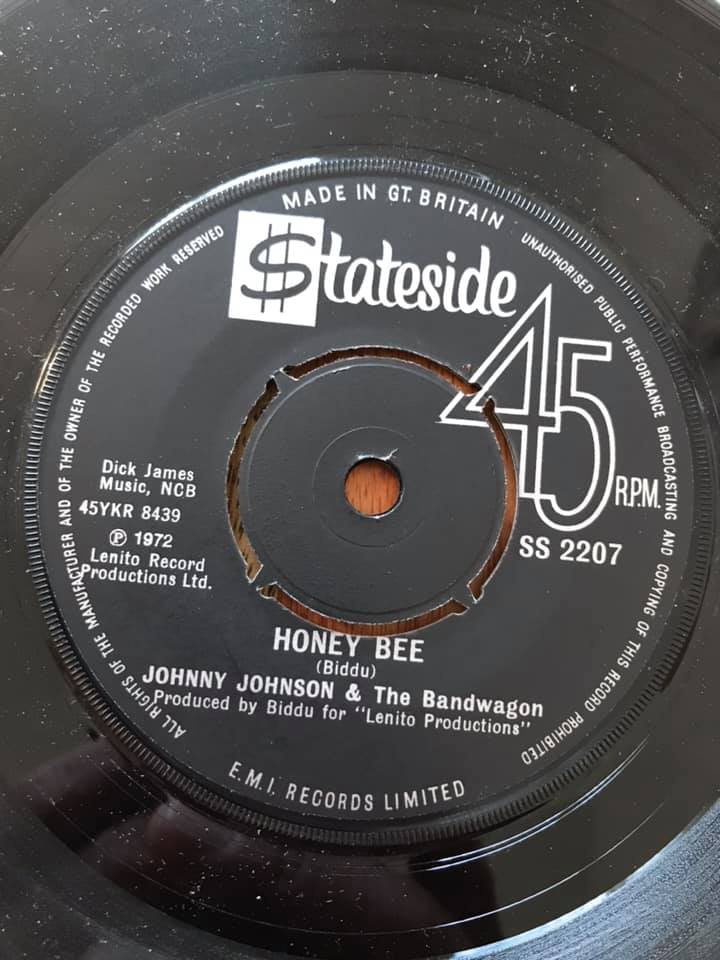 MADE IN GT. BRITAIN
$tateside
45
R.P.M.
SS 2207
Dick James
Music, NCB
45YKR 8439
Ⓟ 1972
Lenito Record
Productions Ltd.
HONEY BEE
(Biddu)
JOHNNY JOHNSON & The Bandwagon
Produced by Biddu for "Lenito Productions"
E.M.I. RECORDS LIMITED
ALL RIGHTS OF THE MANUFACTURER AND OF THE OWNER OF THE RECORDED WORK RESERVED
UNAUTHORISED PUBLIC PERFORMANCE BROADCASTING AND COPYING OF THIS RECORD PROHIBITED